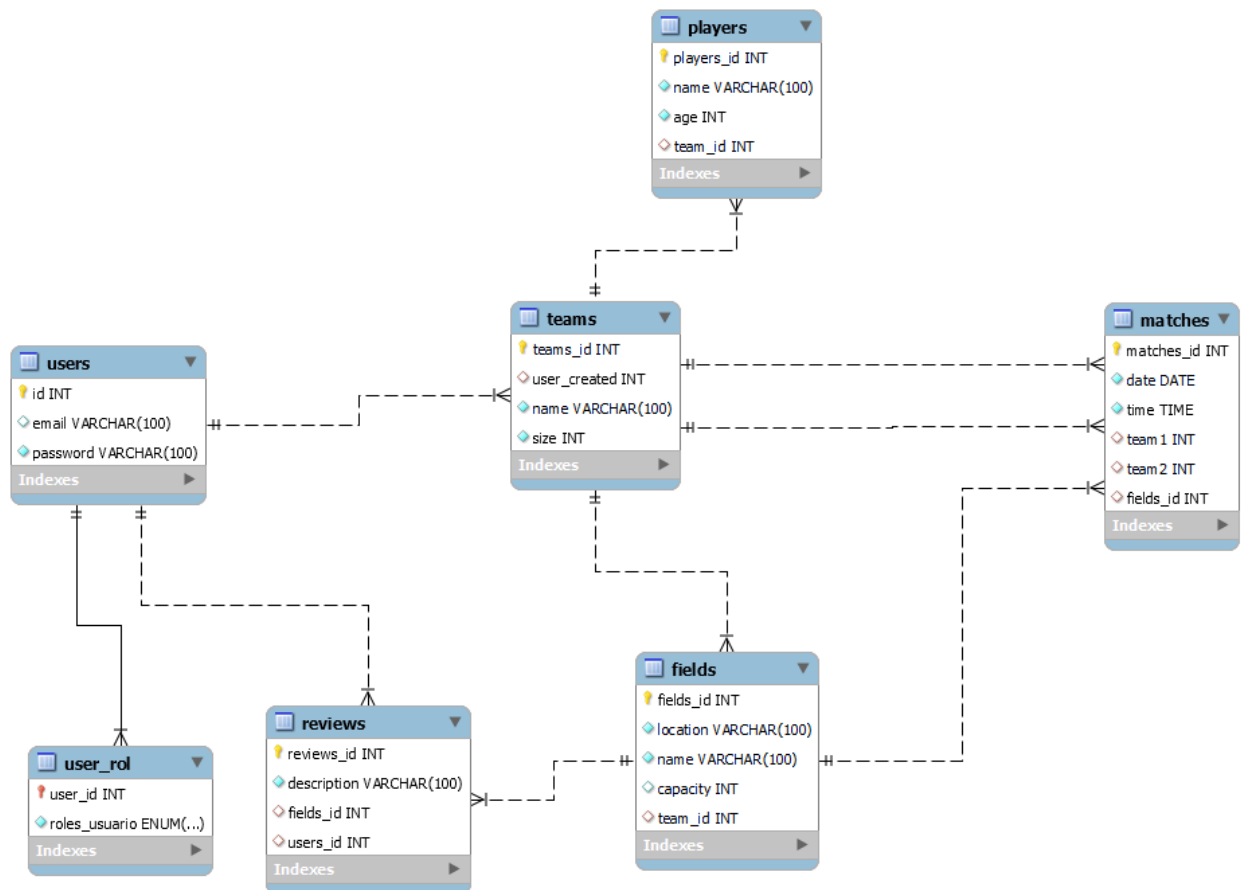 players
players_id INT
name VARCHAR(100)
age INT
team_id INT
Indexes
teams
teams_id INT
user_created INT
name VARCHAR(100)
size INT
Indexes
matches
matches_id INT
date DATE
time TIME
team1 INT
team2 INT
fields_id INT
Indexes
users
id INT
email VARCHAR(100)
password VARCHAR(100)
Indexes
fields
fields_id INT
location VARCHAR(100)
name VARCHAR(100)
capacity INT
team_id INT
Indexes
reviews
reviews_id INT
description VARCHAR(100)
fields_id INT
users_id INT
Indexes
user_rol
user_id INT
roles_usuario ENUM(...)
Indexes